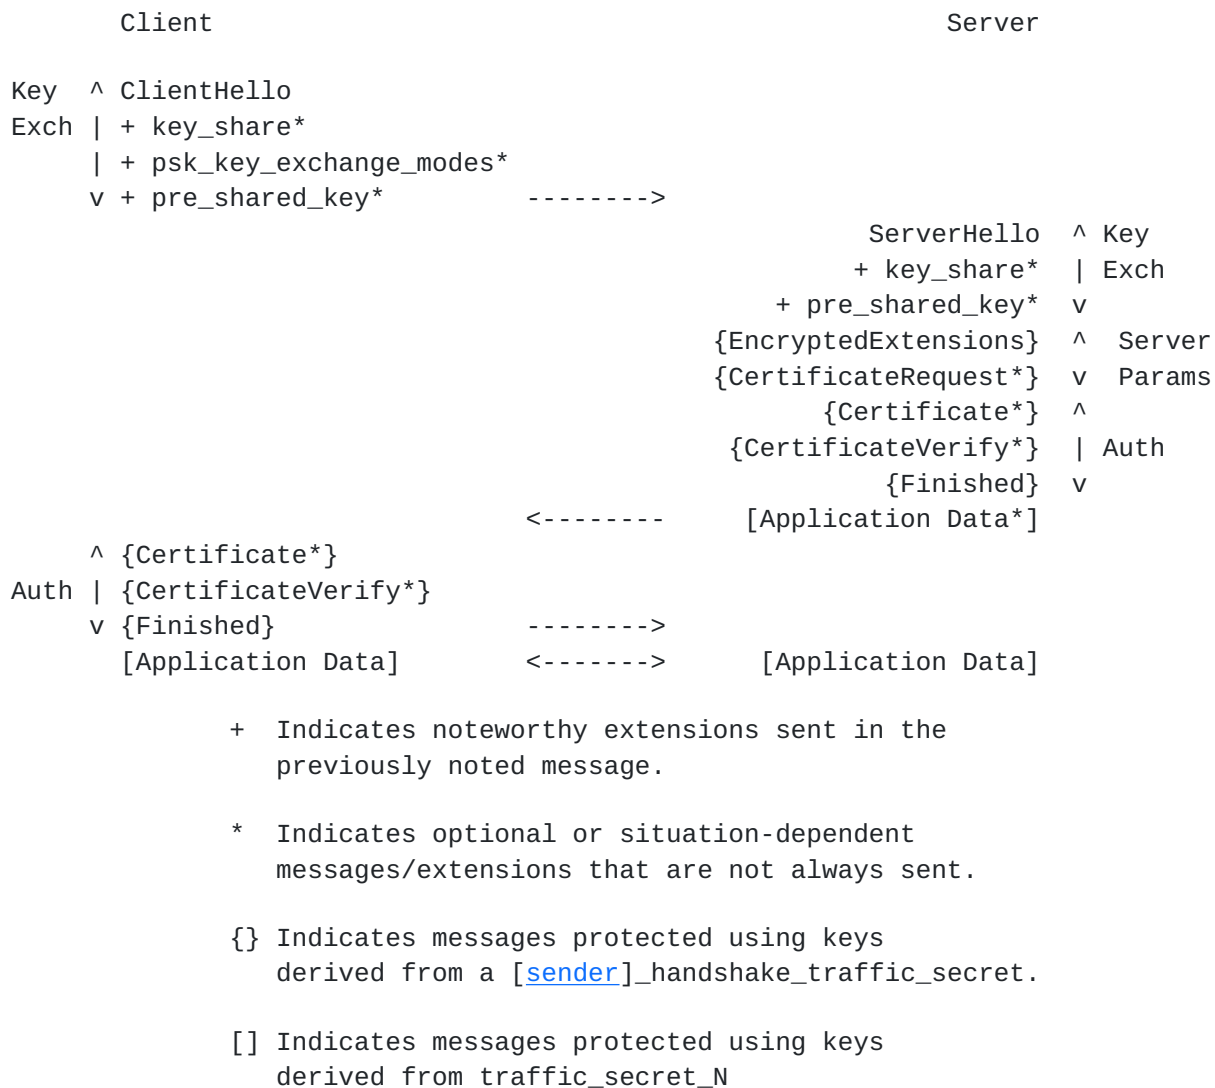 Client                                               Server

Key  ^ ClientHello
Exch | + key_share*
     | + psk_key_exchange_modes*
     v + pre_shared_key*         -------->
                                                       ServerHello  ^ Key
                                                      + key_share*  | Exch
                                                 + pre_shared_key*  v
                                             {EncryptedExtensions}  ^  Server
                                             {CertificateRequest*}  v  Params
                                                    {Certificate*}  ^
                                              {CertificateVerify*}  | Auth
                                                        {Finished}  v
                                 <--------     [Application Data*]
     ^ {Certificate*}
Auth | {CertificateVerify*}
     v {Finished}                -------->
       [Application Data]        <------->      [Application Data]

              +  Indicates noteworthy extensions sent in the
                 previously noted message.

              *  Indicates optional or situation-dependent
                 messages/extensions that are not always sent.

              {} Indicates messages protected using keys
                 derived from a [sender]_handshake_traffic_secret.

              [] Indicates messages protected using keys
                 derived from traffic_secret_N